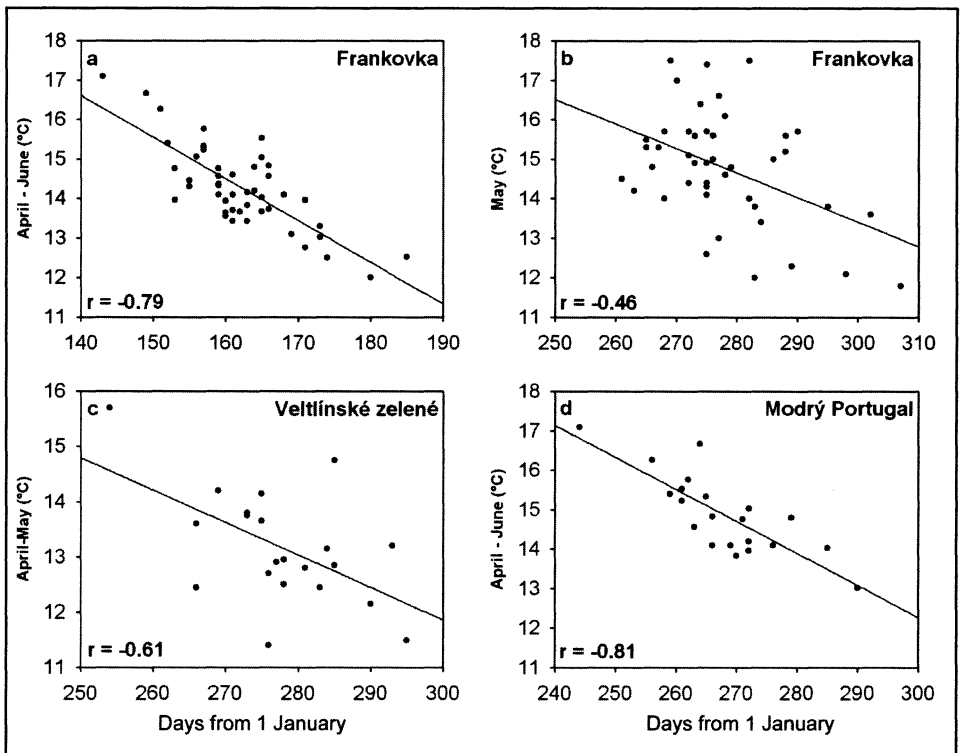 a Frankovka
18
17
16
15
14
13
12
11
April - June (°C)
r = -0.79
140 150 160 170 180 190
b Frankovka
18
17
16
15
14
13
12
11
May (°C)
r = -0.46
250 260 270 280 290 300 310
c Veltlínské zelené
16
15
14
13
12
11
April-May (°C)
r = -0.61
250 260 270 280 290 300
Days from 1 January
d Modrý Portugal
18
17
16
15
14
13
12
11
April - June (°C)
r = -0.81
240 250 260 270 280 290 300
Days from 1 January